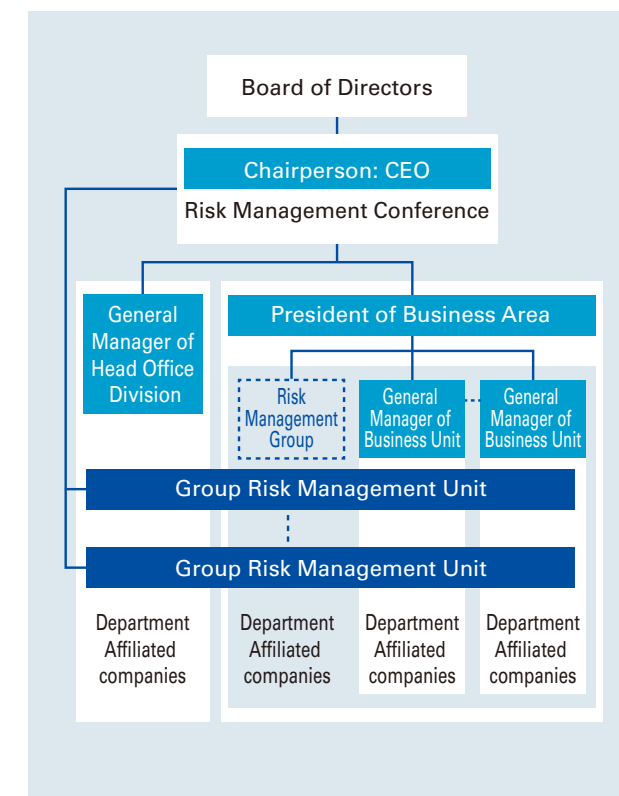 Board of Directors
Chairperson: CEO
Risk Management Conference
General
Manager of
Head Office
Division
President of Business Area
Risk
Management
Group
General
Manager of
Business Unit
General
Manager of
Business Unit
Group Risk Management Unit
Group Risk Management Unit
Department
Affiliated
companies
Department
Affiliated
companies
Department
Affiliated
companies
Department
Affiliated
companies